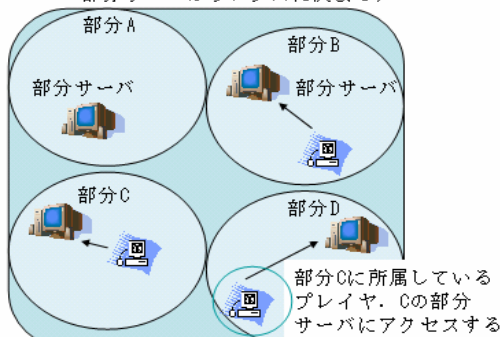 部分A
部分B
部分サーバ
部分サーバ
部分C
部分D
部分Cに所属している
プレイヤ．Cの部分
サーバにアクセスする